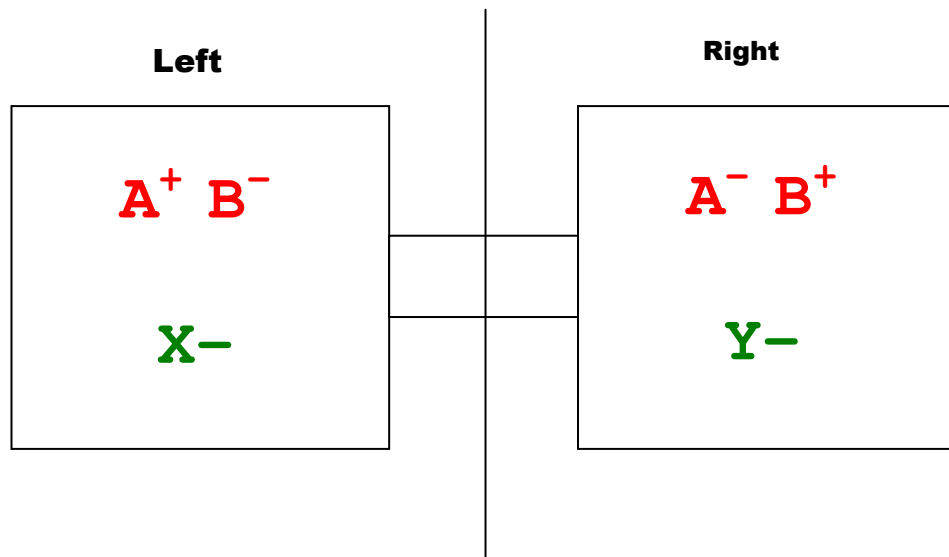 Left
Right
A⁺ B⁻
A⁻ B⁺
X–
Y–